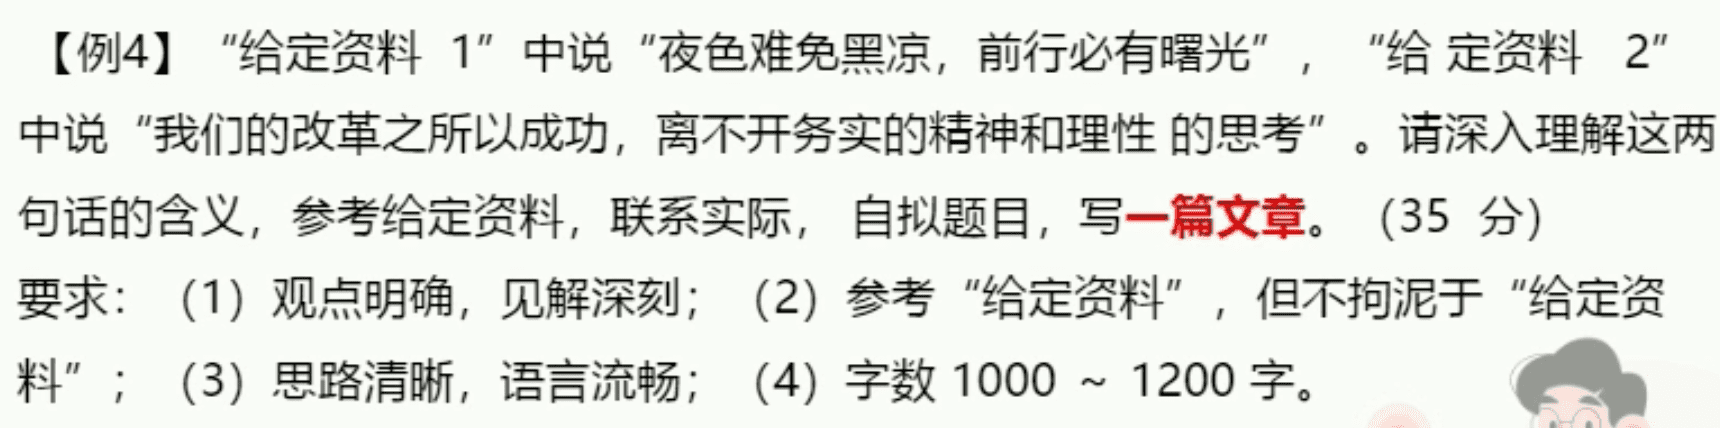 【例4】“给定资料 1”中说“夜色难免黑凉，前行必有曙光”，“给 定资料 2”
中说“我们的改革之所以成功，离不开务实的精神和理性 的思考”。请深入理解这两
句话的含义，参考给定资料，联系实际， 自拟题目，写一篇文章。（35 分）
要求：（1）观点明确，见解深刻；（2）参考“给定资料”，但不拘泥于“给定资
料”；（3）思路清晰，语言流畅；（4）字数 1000 ～ 1200 字。